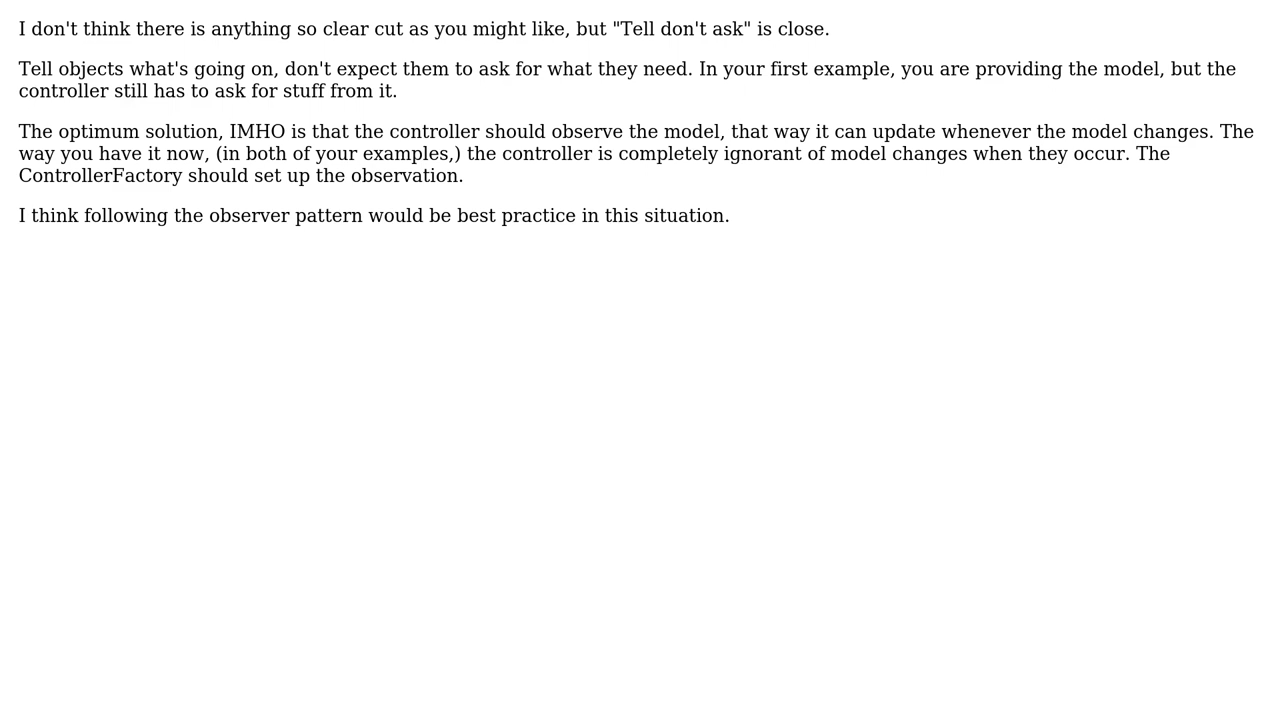 I don't think there is anything so clear cut as you might like, but "Tell don't ask" is close.
Tell objects what's going on, don't expect them to ask for what they need. In your first example, you are providing the model, but the
controller still has to ask for stuff from it.
The optimum solution, IMHO is that the controller should observe the model, that way it can update whenever the model changes. The
way you have it now, (in both of your examples,) the controller is completely ignorant of model changes when they occur. The
ControllerFactory should set up the observation.
I think following the observer pattern would be best practice in this situation.